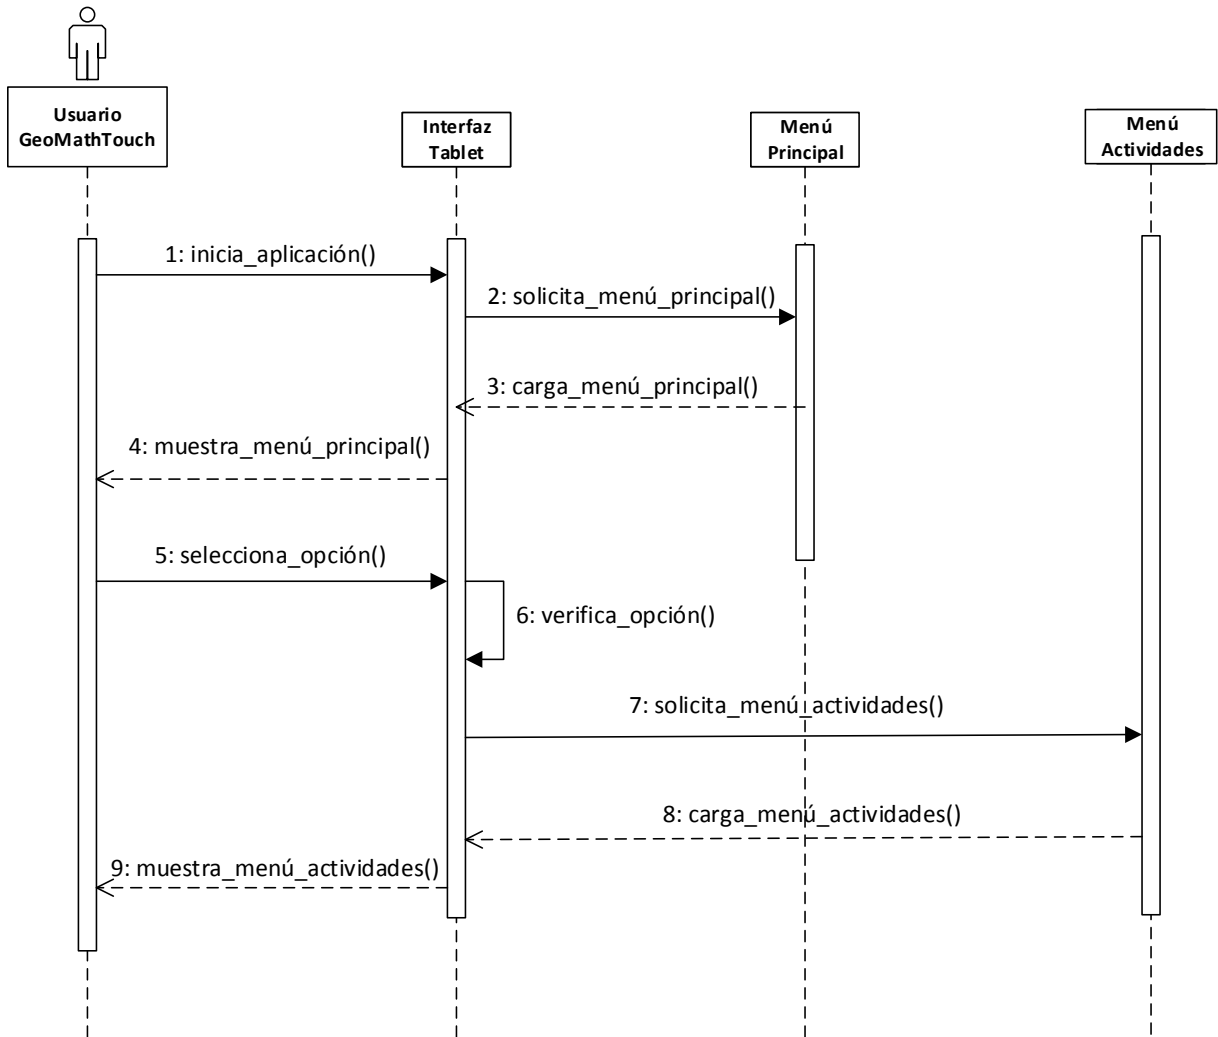 Usuario
GeoMathTouch
Interfaz
Tablet
Menú
Principal
Menú
Actividades
1: inicia_aplicación()
2: solicita_menú_principal()
3: carga_menú_principal()
4: muestra_menú_principal()
5: selecciona_opción()
6: verifica_opción()
7: solicita_menú_actividades()
8: carga_menú_actividades()
9: muestra_menú_actividades()